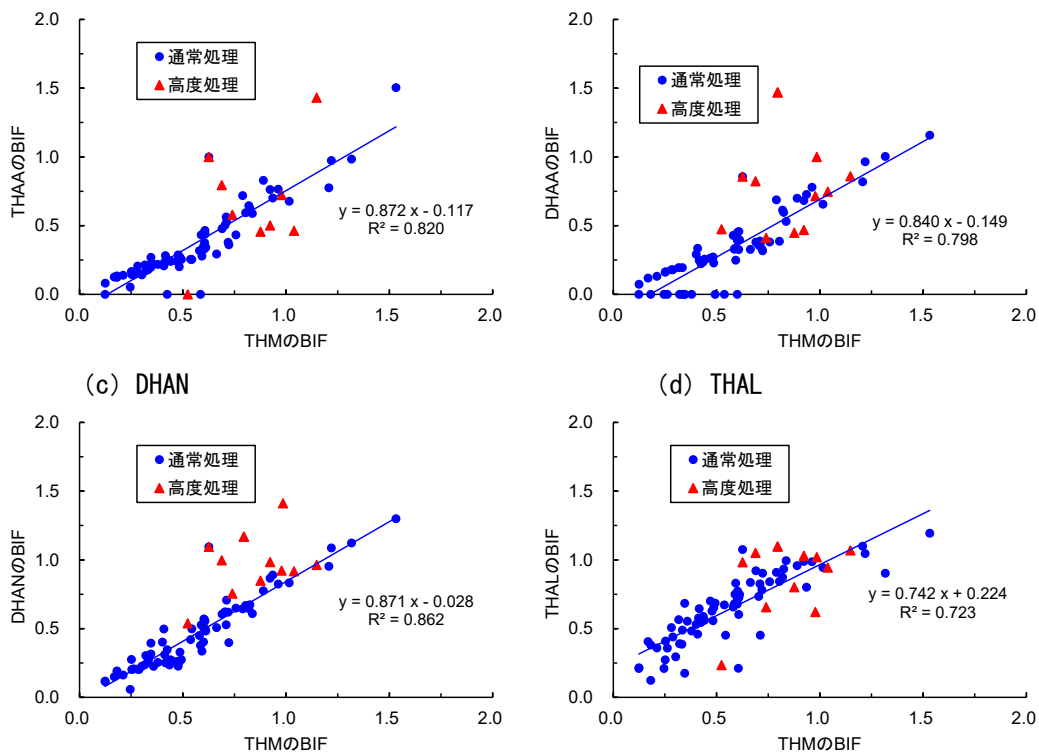 2.0
1.5
1.0
0.5
0.0
THAAのBIF
通常処理
高度処理
y = 0.872 x - 0.117
R² = 0.820
0.0 0.5 1.0 1.5 2.0
THMのBIF
2.0
1.5
1.0
0.5
0.0
DHAAのBIF
通常処理
高度処理
y = 0.840 x - 0.149
R² = 0.798
0.0 0.5 1.0 1.5 2.0
THMのBIF
(c) DHAN
(d) THAL
2.0
1.5
1.0
0.5
0.0
DHANのBIF
通常処理
高度処理
y = 0.871 x - 0.028
R² = 0.862
0.0 0.5 1.0 1.5 2.0
THMのBIF
2.0
1.5
1.0
0.5
0.0
THALのBIF
通常処理
高度処理
y = 0.742 x + 0.224
R² = 0.723
0.0 0.5 1.0 1.5 2.0
THMのBIF